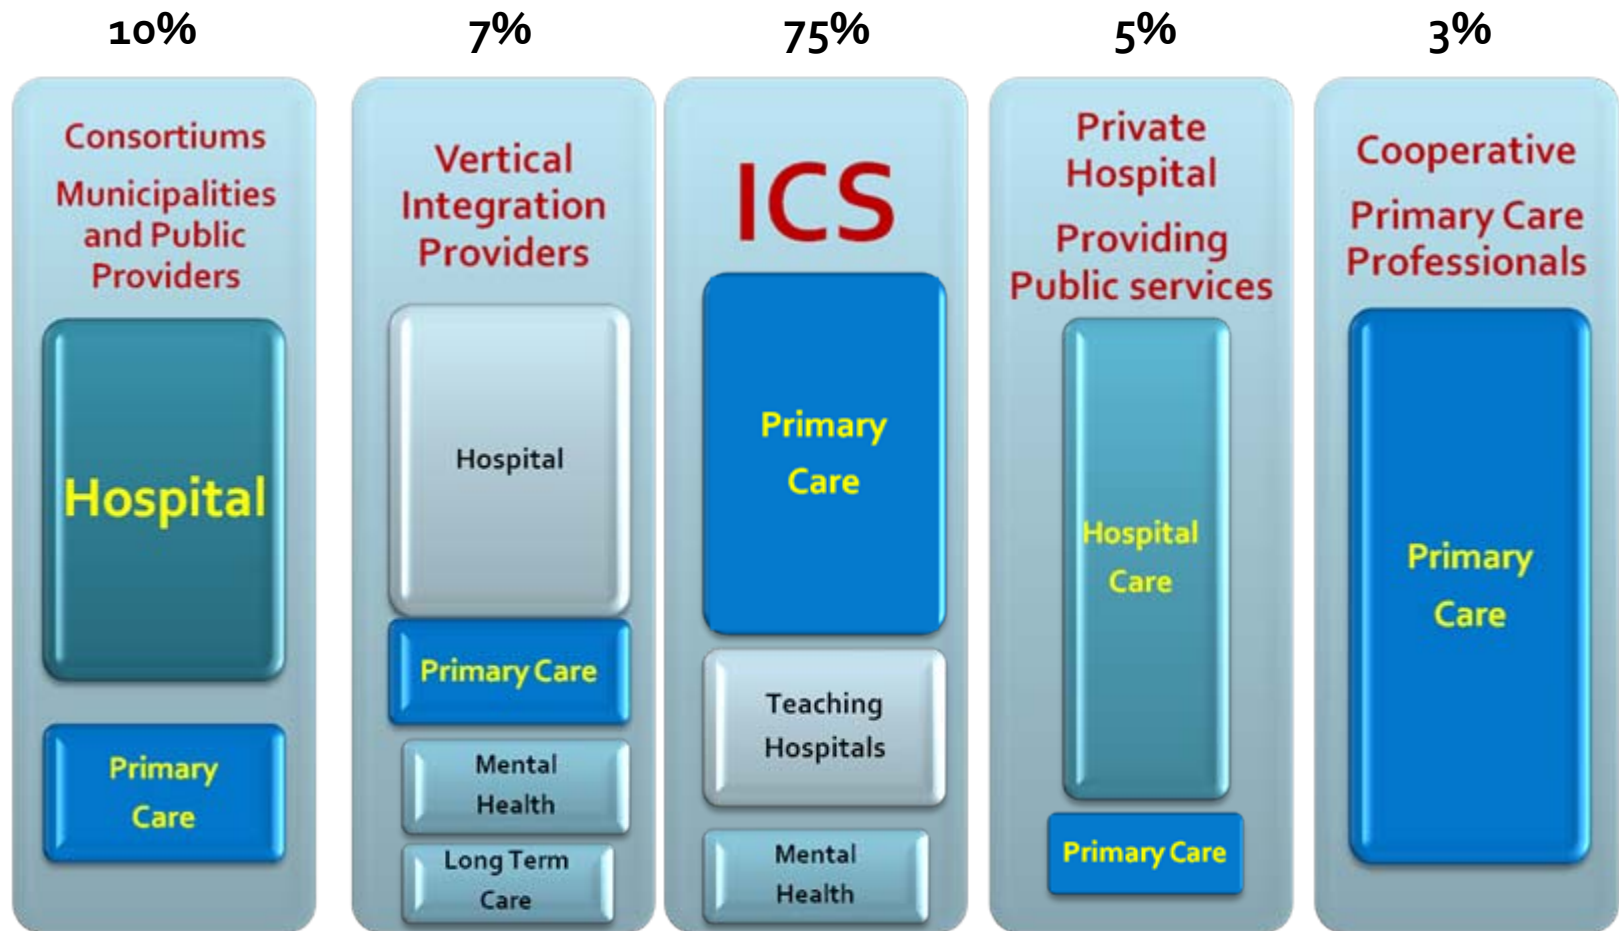 10%
7%
75%
5%
3%
Consortiums
Municipalities
and Public
Providers
Hospital
Primary
Care
Vertical
Integration
Providers
Hospital
Primary Care
Mental
Health
Long Term
Care
ICS
Primary
Care
Teaching
Hospitals
Mental
Health
Private
Hospital
Providing
Public services
Hospital
Care
Primary Care
Cooperative
Primary Care
Professionals
Primary
Care